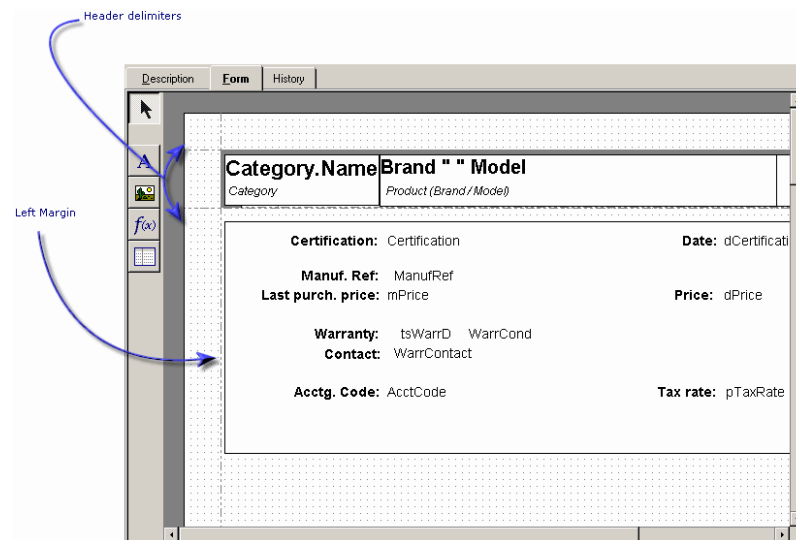 Header delimiters
Description Form History
A
Category.Name Brand " " Model
Category Product (Brand / Model)
Left Margin
f(x)
Certification: Certification Date: dCertificati
Manuf. Ref: ManufRef
Last purch. price: mPrice Price: dPrice
Warranty: tsWarrD WarrCond
Contact: WarrContact
Acctg. Code: AcctCode Tax rate: pTaxRate